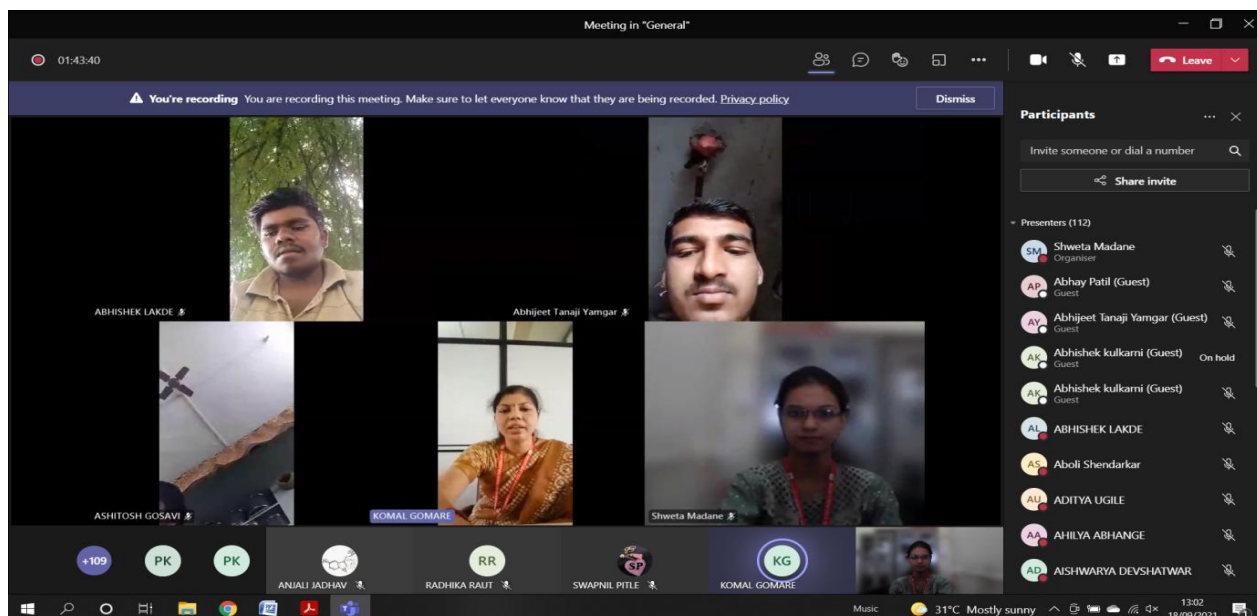 Meeting in "General"
01:43:40
Leave
You're recording You are recording this meeting. Make sure to let everyone know that they are being recorded. Privacy policy
Dismiss
ABHISHEK LAKDE
Abhijeet Tanaji Yamgar
ASHITOSH GOSAVI
KOMAL GOMARE
Shweta Madane
+109
PK
PK
ANJALI JADHAV
RR
RADHIKA RAUT
SP
SWAPNIL PITLE
KG
KOMAL GOMARE
Participants
Invite someone or dial a number
Share invite
Presenters (112)
SM
Shweta Madane
Organiser
AP
Abhay Patil (Guest)
Guest
AY
Abhijeet Tanaji Yamgar (Guest)
Guest
AK
Abhishek kulkarni (Guest)
Guest
On hold
AK
Abhishek kulkarni (Guest)
Guest
AL
ABHISHEK LAKDE
AS
Aboli Shendarkar
AU
ADITYA UGILE
AA
AHILYA ABHANGE
AD
AISHWARYA DEVSHATWAR
Music
31°C Mostly sunny
13:02
18/09/2021